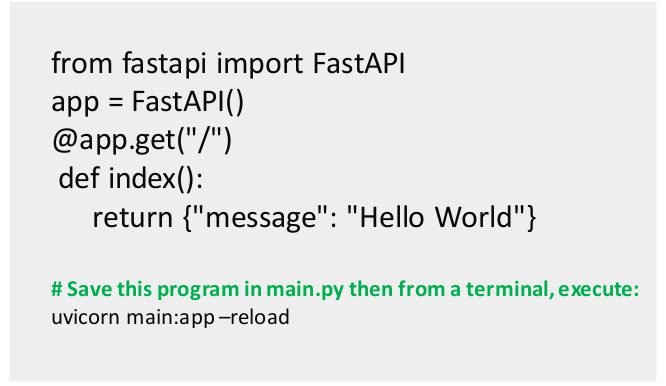 from fastapi import FastAPI
app = FastAPI()
@app.get("/")
def index():
return {"message": "Hello World"}
# Save this program in main.py then from a terminal, execute:
uvicorn main:app –reload